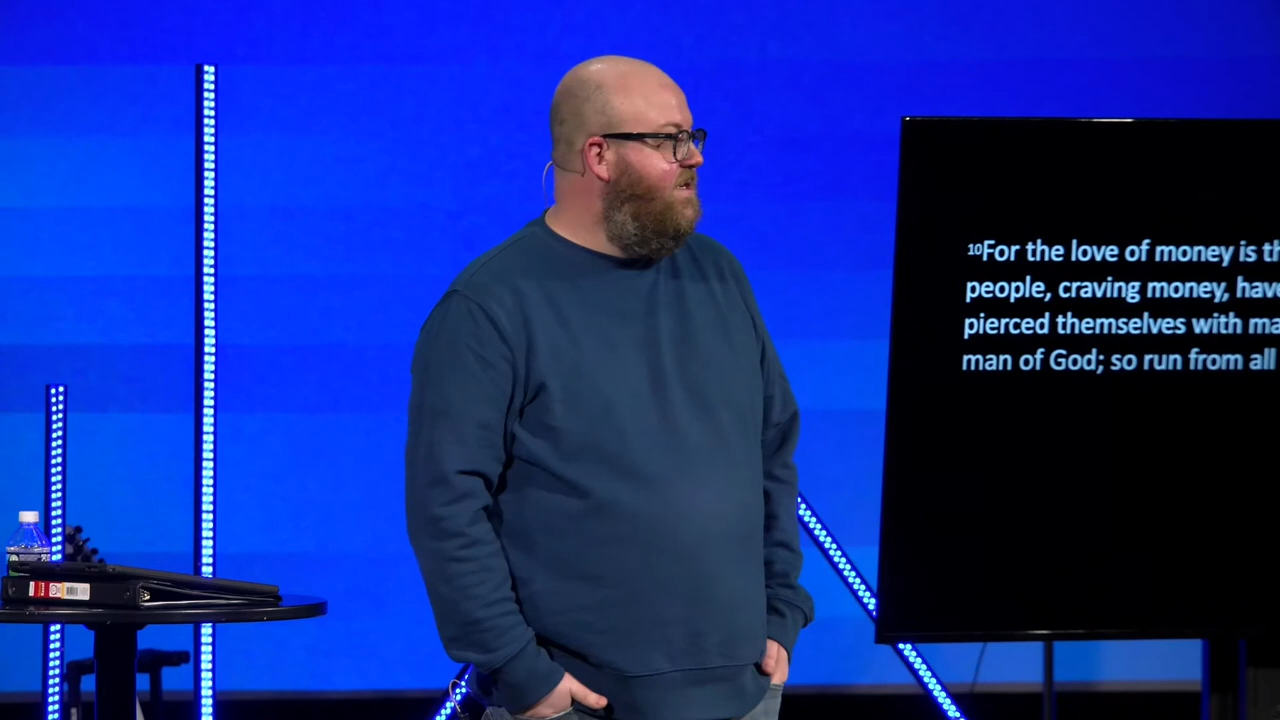 10For the love of money is th
people, craving money, have
pierced themselves with ma
man of God; so run from all